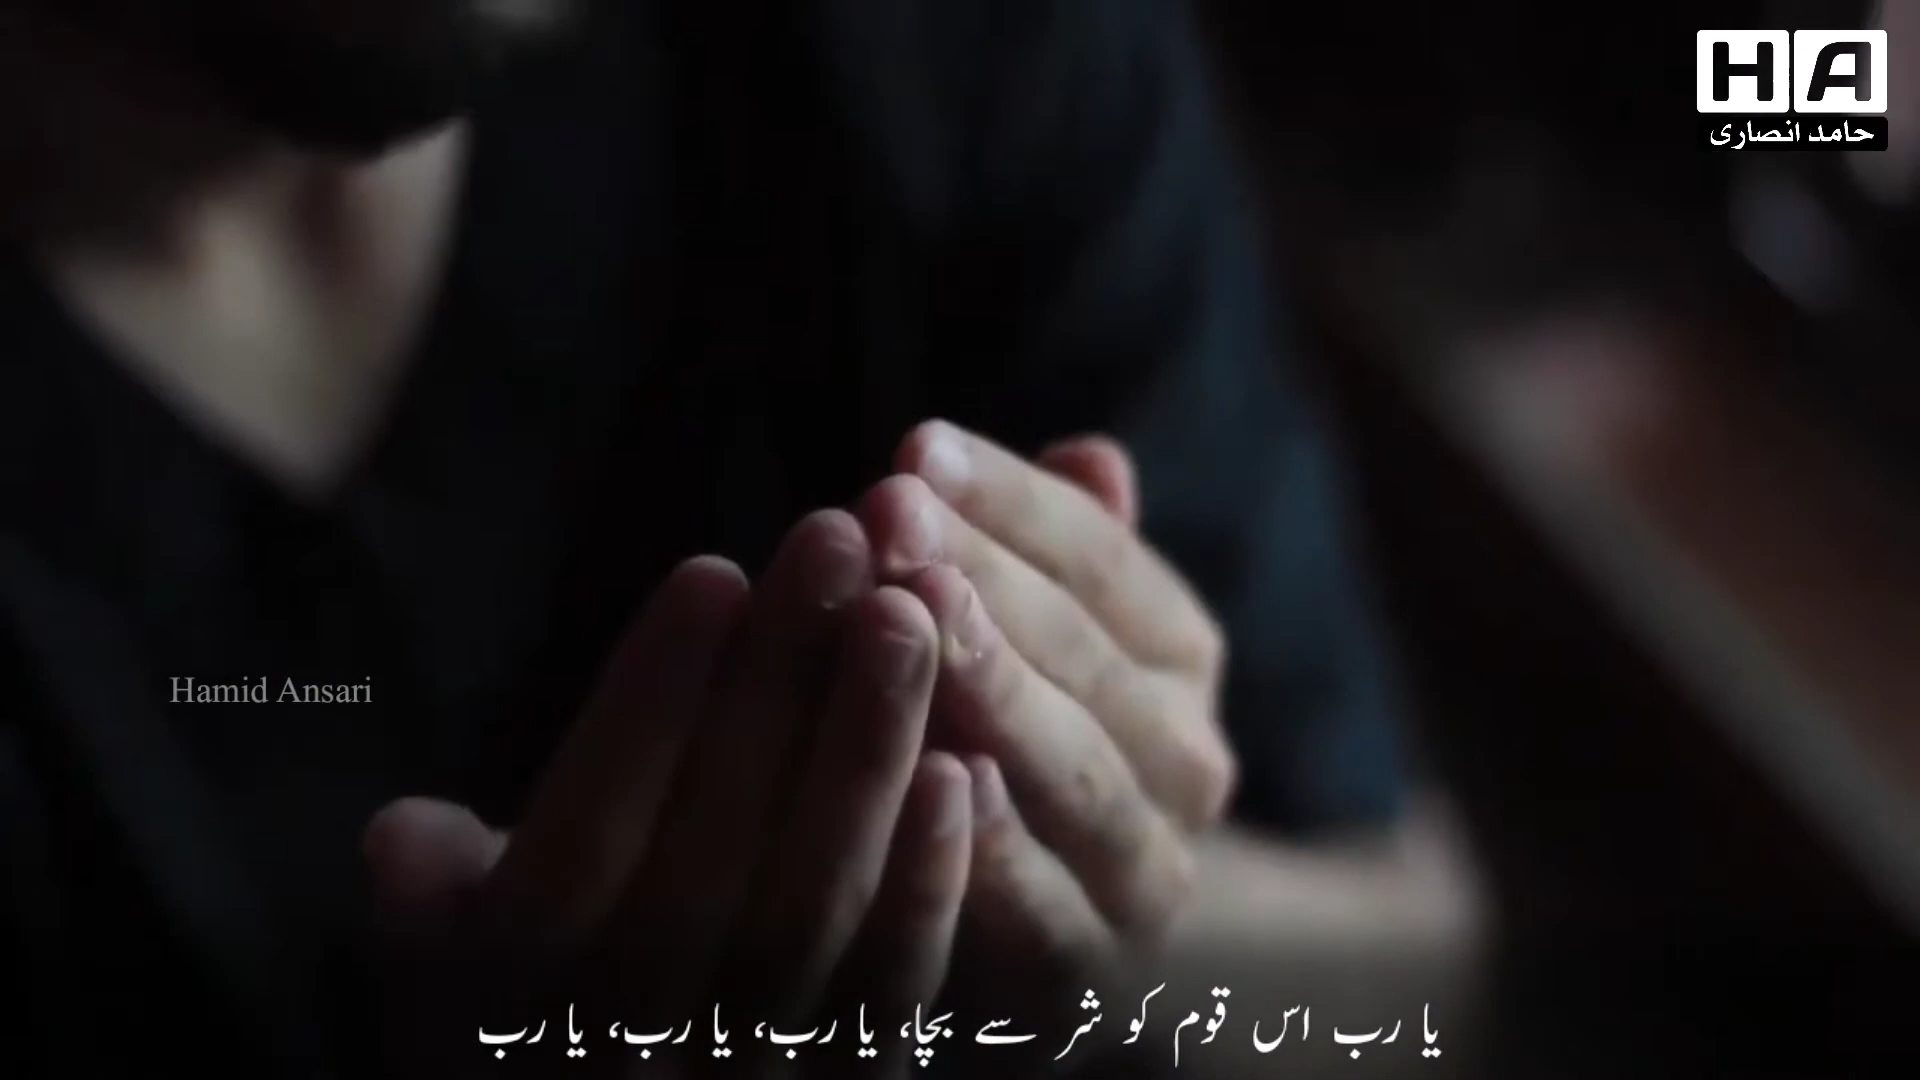 HA
حامد انصاری
Hamid Ansari
یا رب اس قوم کو شر سے بچا، یا رب، یا رب، یا رب